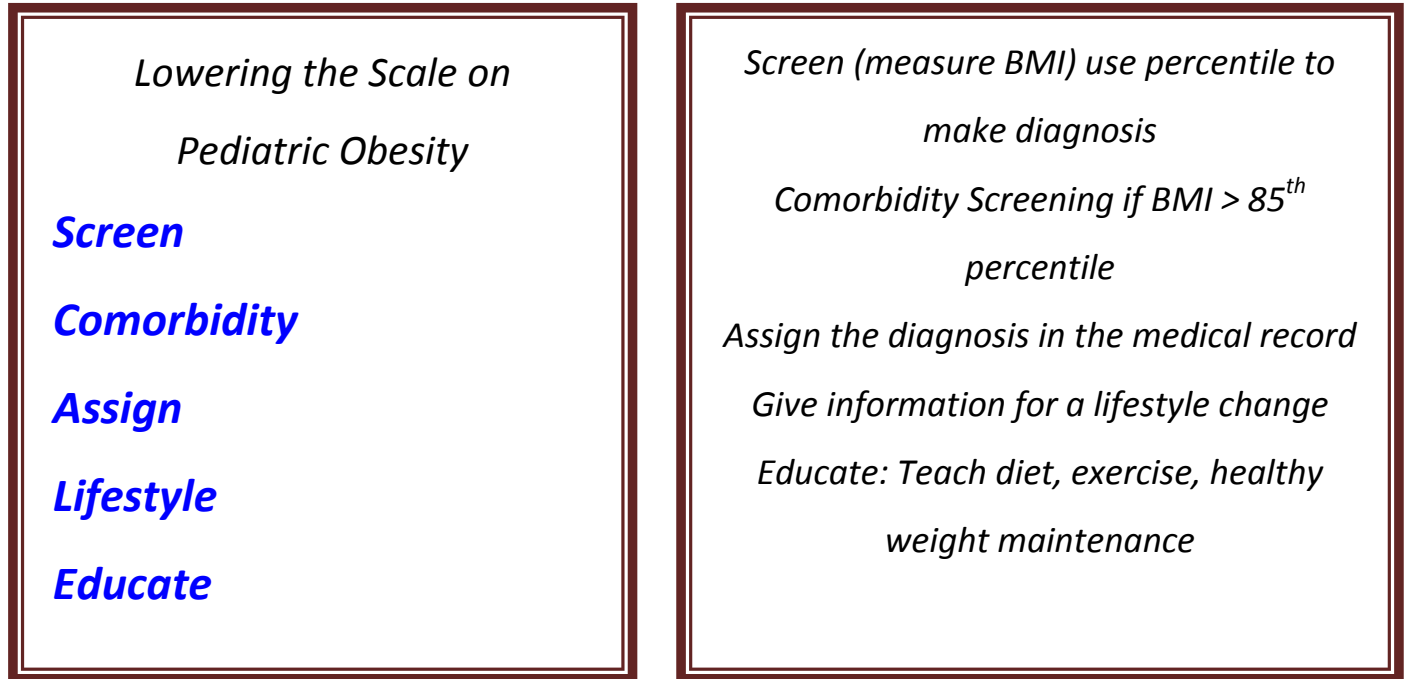 Lowering the Scale on
Pediatric Obesity
Screen
Comorbidity
Assign
Lifestyle
Educate
Screen (measure BMI) use percentile to
make diagnosis
Comorbidity Screening if BMI > 85th
percentile
Assign the diagnosis in the medical record
Give information for a lifestyle change
Educate: Teach diet, exercise, healthy
weight maintenance